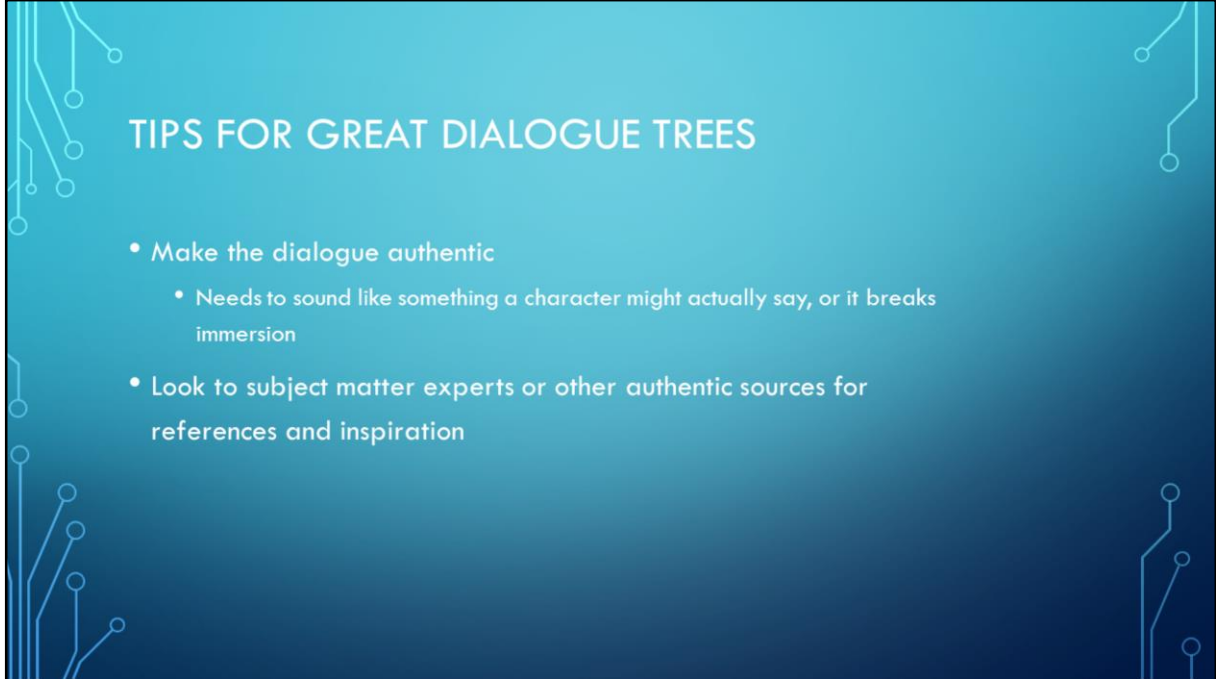 TIPS FOR GREAT DIALOGUE TREES
• Make the dialogue authentic
• Needs to sound like something a character might actually say, or it breaks
immersion
• Look to subject matter experts or other authentic sources for
references and inspiration